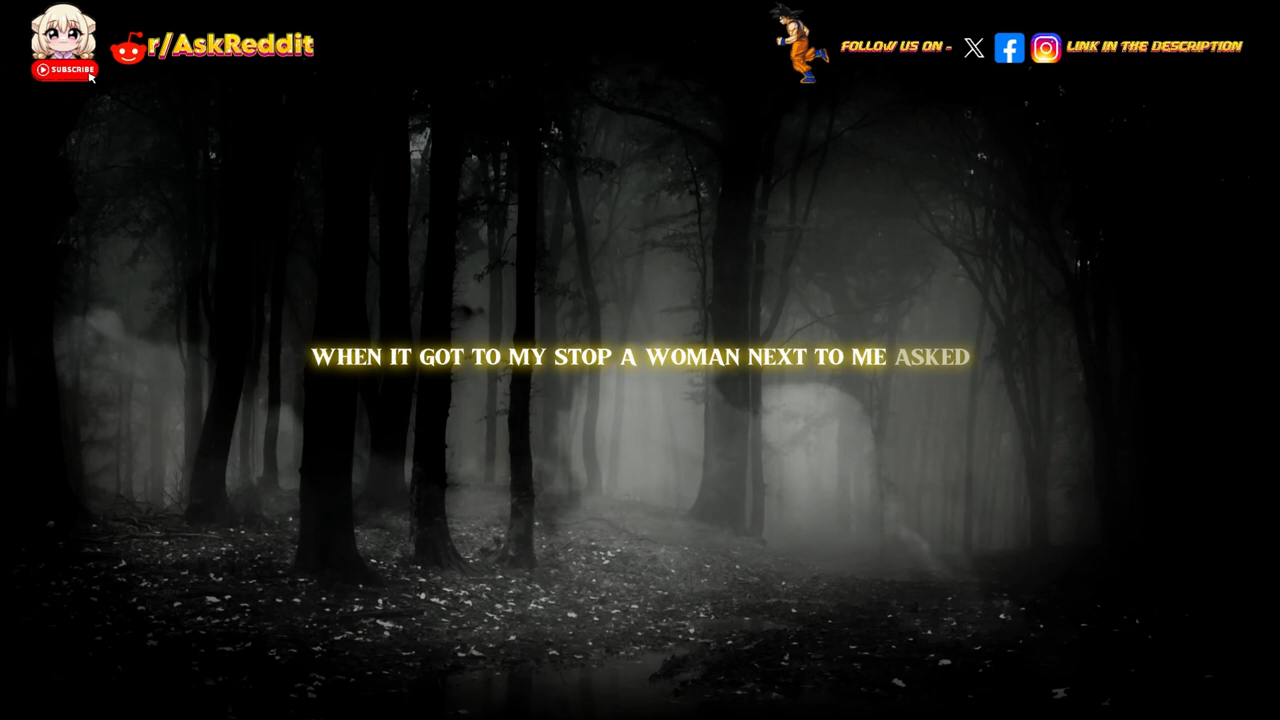 r/AskReddit
SUBSCRIBE
FOLLOW US ON - LINK IN THE DESCRIPTION
WHEN IT GOT TO MY STOP A WOMAN NEXT TO ME ASKED